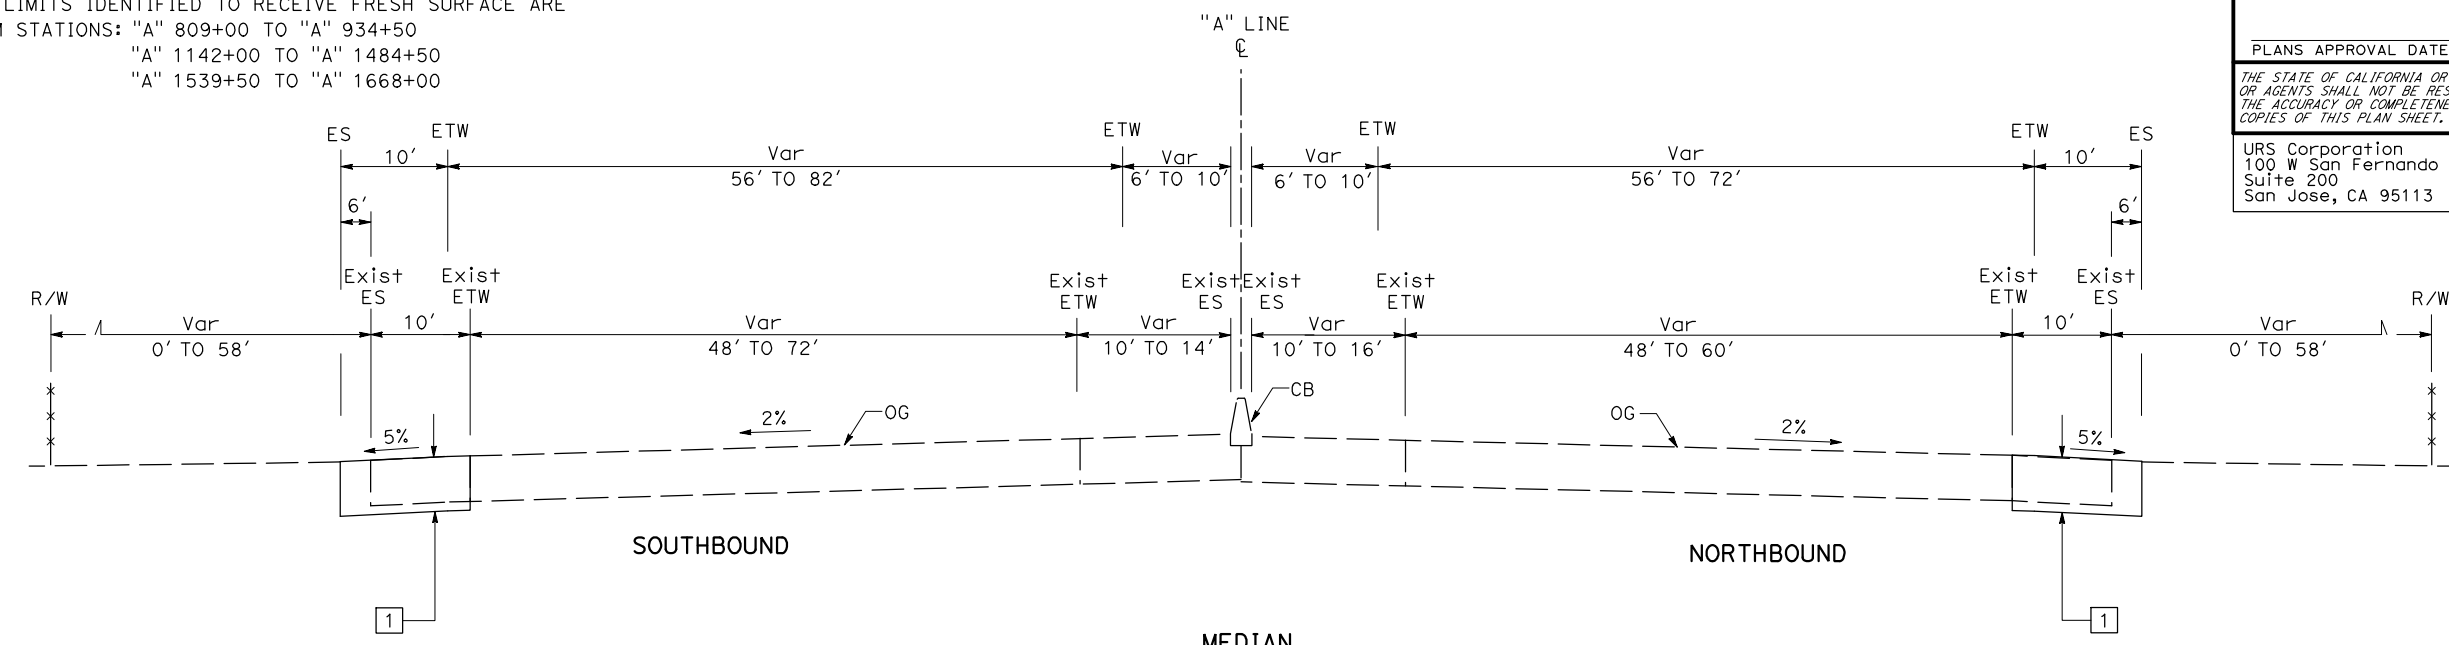 LIMITS IDENTIFIED TO RECEIVE FRESH SURFACE ARE
STATIONS: "A" 809+00 TO "A" 934+50
"A" 1142+00 TO "A" 1484+50
"A" 1539+50 TO "A" 1668+00
"A" LINE
℄
PLANS APPROVAL DATE
THE STATE OF CALIFORNIA OR
OR AGENTS SHALL NOT BE RES
THE ACCURACY OR COMPLETENE
COPIES OF THIS PLAN SHEET.
URS Corporation
100 W San Fernando
Suite 200
San Jose, CA 95113
ES ETW ETW ETW ETW ES
10' Var Var Var Var 10'
56' TO 82' 6' TO 10' 6' TO 10' 56' TO 72'
6' 6'
Exist Exist Exist Exist Exist Exist Exist Exist
R/W ES ETW ETW ES ES ETW ETW ES R/W
Var 10' Var Var Var Var 10' Var
0' TO 58' 48' TO 72' 10' TO 14' 10' TO 16' 48' TO 60' 0' TO 58'
CB
5% 2% OG OG 2% 5%
SOUTHBOUND
NORTHBOUND
1 1
MEDIAN